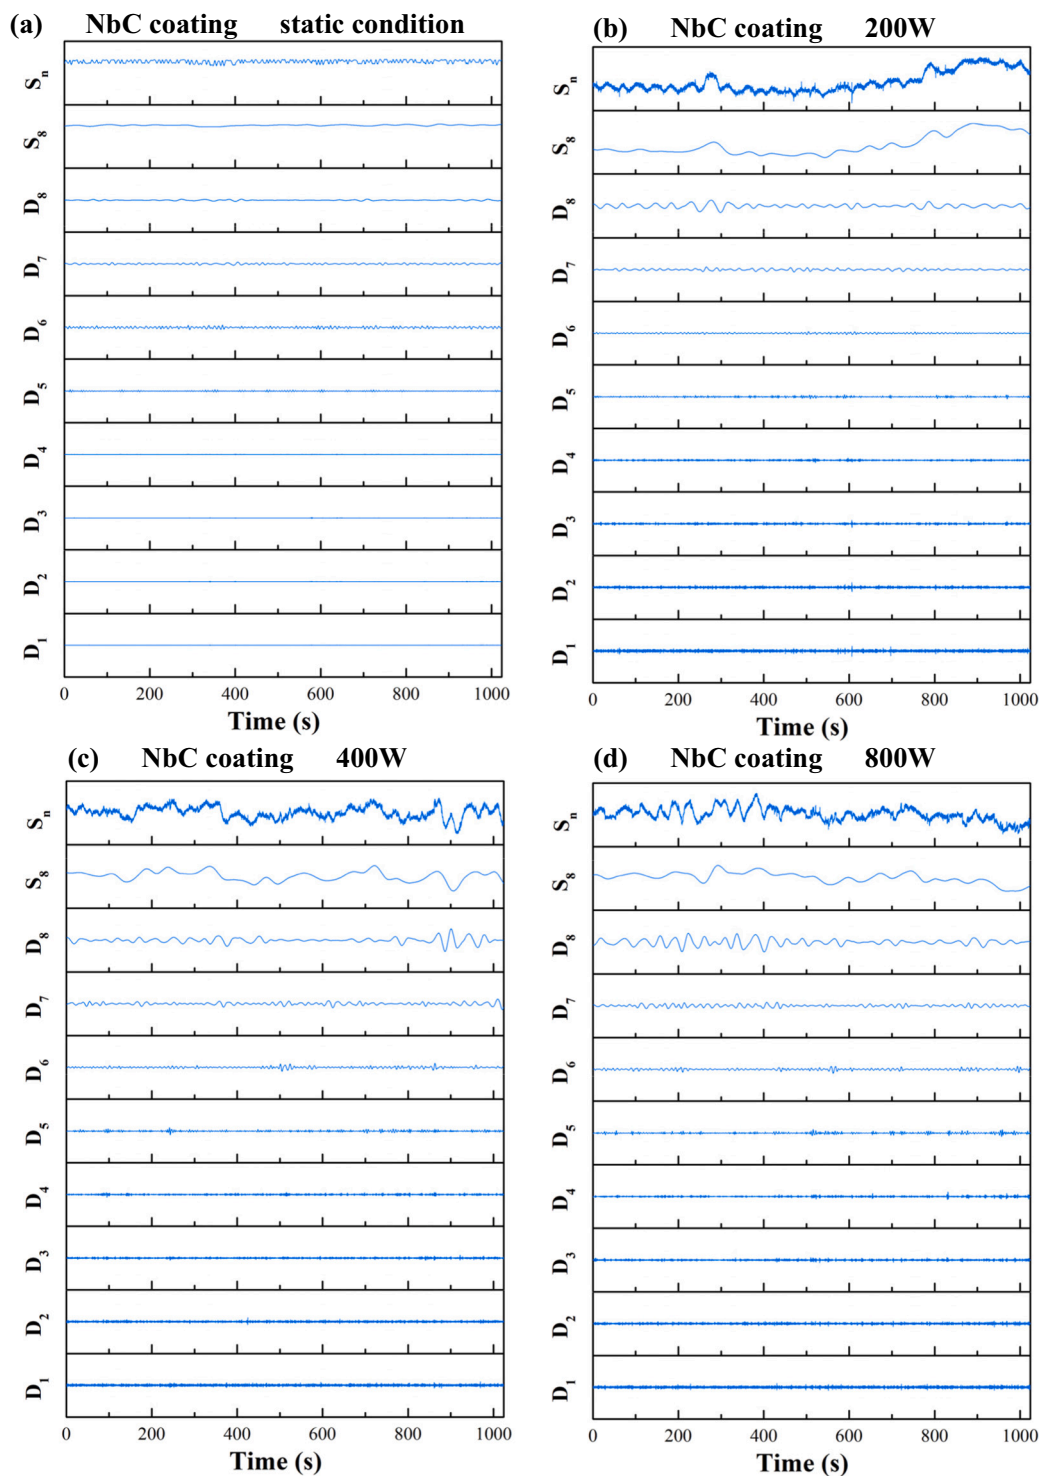 (a) NbC coating static condition
Sn
S8
D8
D7
D6
D5
D4
D3
D2
D1
0 200 400 600 800 1000
Time (s)
(b) NbC coating 200W
Sn
S8
D8
D7
D6
D5
D4
D3
D2
D1
0 200 400 600 800 1000
Time (s)
(c) NbC coating 400W
Sn
S8
D8
D7
D6
D5
D4
D3
D2
D1
0 200 400 600 800 1000
Time (s)
(d) NbC coating 800W
Sn
S8
D8
D7
D6
D5
D4
D3
D2
D1
0 200 400 600 800 1000
Time (s)